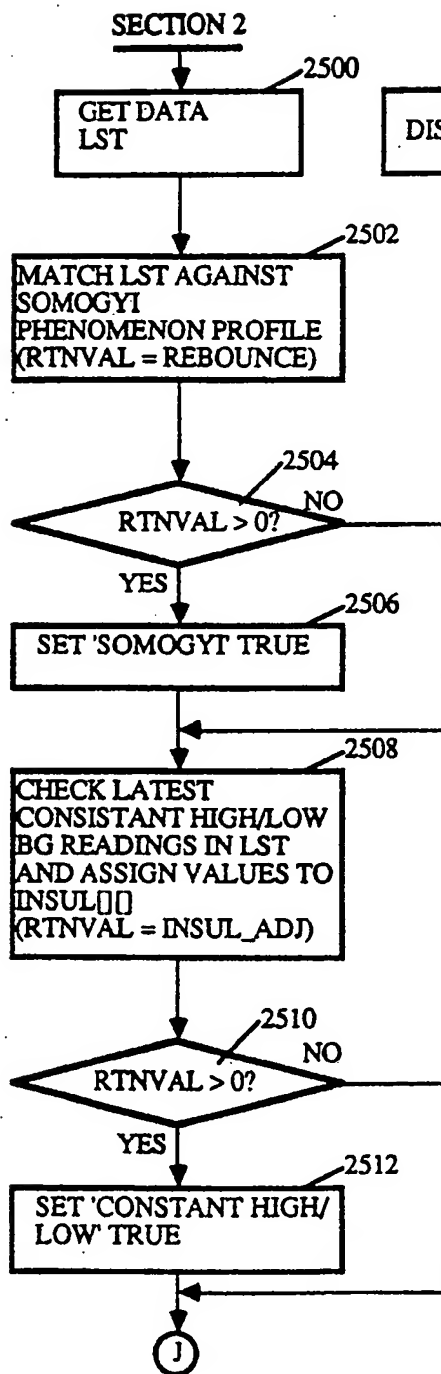 SECTION 2
2500
GET DATA
LST
DIS
2502
MATCH LST AGAINST
SOMOGYI
PHENOMENON PROFILE
(RTNVAL = REBOUNCE)
2504
RTNVAL > 0?
NO
YES
2506
SET 'SOMOGYI' TRUE
2508
CHECK LATEST
CONSISTANT HIGH/LOW
BG READINGS IN LST
AND ASSIGN VALUES TO
INSUL[][]
(RTNVAL = INSUL_ADJ)
2510
RTNVAL > 0?
NO
YES
2512
SET 'CONSTANT HIGH/
LOW' TRUE
J